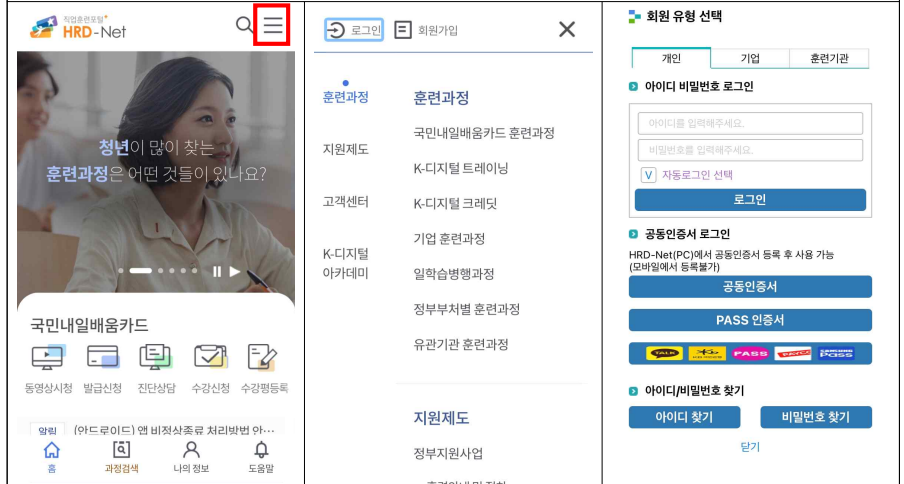 직업훈련포털
HRD-Net
청년이 많이 찾는
훈련과정은 어떤 것들이 있나요?
국민내일배움카드
동영상시청 발급신청 진단상담 수강신청 수강평등록
알림 (안드로이드) 앱 비정상종료 처리방법 안…
홈 과정검색 나의 정보 도움말
로그인 회원가입
훈련과정
지원제도
고객센터
K-디지털
아카데미
훈련과정
국민내일배움카드 훈련과정
K-디지털 트레이닝
K-디지털 크레딧
기업 훈련과정
일학습병행과정
정부부처별 훈련과정
유관기관 훈련과정
지원제도
정부지원사업
회원 유형 선택
개인 기업 훈련기관
아이디 비밀번호 로그인
아이디를 입력해주세요.
비밀번호를 입력해주세요.
V 자동로그인 선택
로그인
공동인증서 로그인
HRD-Net(PC)에서 공동인증서 등록 후 사용 가능
(모바일에서 등록불가)
공동인증서
PASS 인증서
TALK PASS PAYCO SAMSUNG PASS
아이디/비밀번호 찾기
아이디 찾기 비밀번호 찾기
닫기